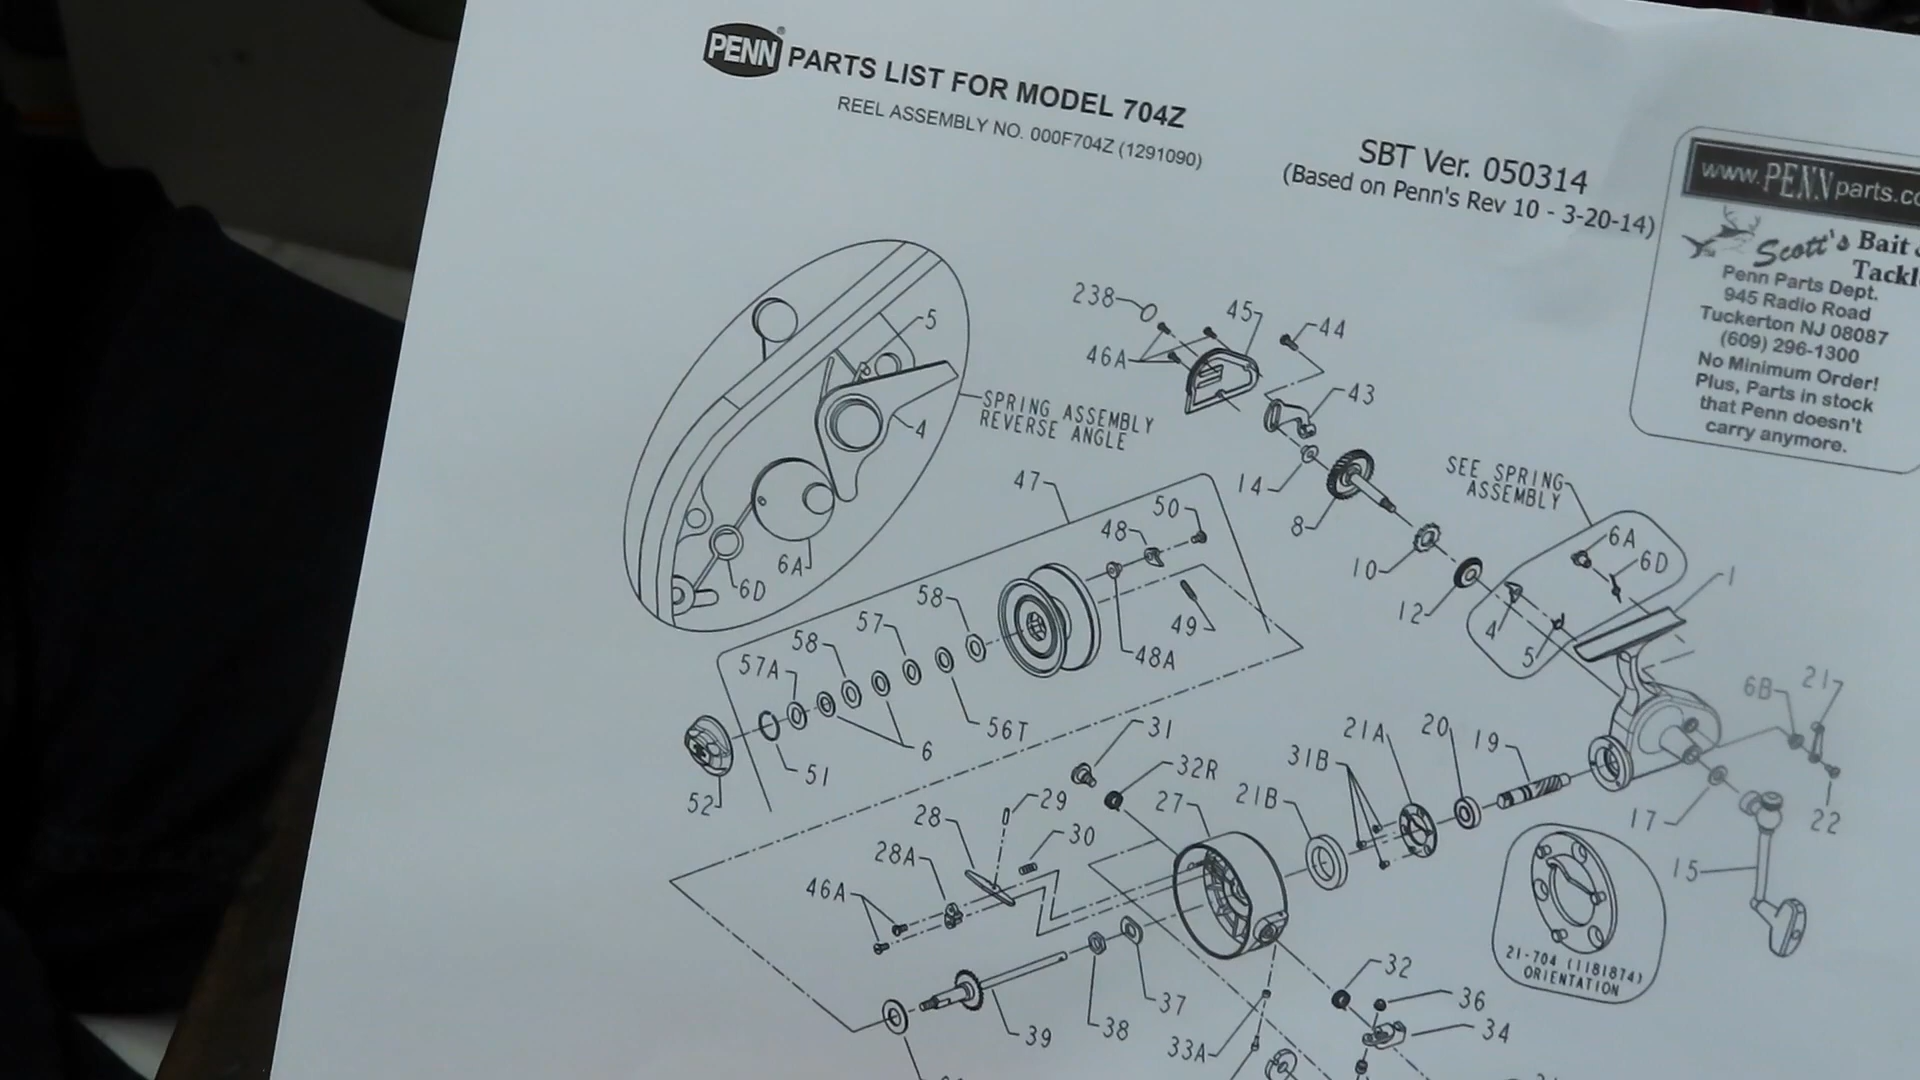 PENN® PARTS LIST FOR MODEL 704Z
REEL ASSEMBLY NO. 000F704Z (1291090)
SBT Ver. 050314
(Based on Penn's Rev 10 - 3-20-14)
www.PENNparts.co
Scott's Bait &
Tackl
Penn Parts Dept.
945 Radio Road
Tuckerton NJ 08087
(609) 296-1300
No Minimum Order!
Plus, Parts in stock
that Penn doesn't
carry anymore.
5
4
6A
6D
SPRING ASSEMBLY
REVERSE ANGLE
238
46A
45
44
43
14
8
10
12
SEE SPRING
ASSEMBLY
6A
6D
4
5
1
47
50
48
49
48A
58
57
58
57A
56T
6
51
52
31
32R
27
21B
31B
21A
20
19
6B
21
22
17
15
21-704 (1181874)
ORIENTATION
28
29
30
28A
46A
39
38
37
33A
32
36
34